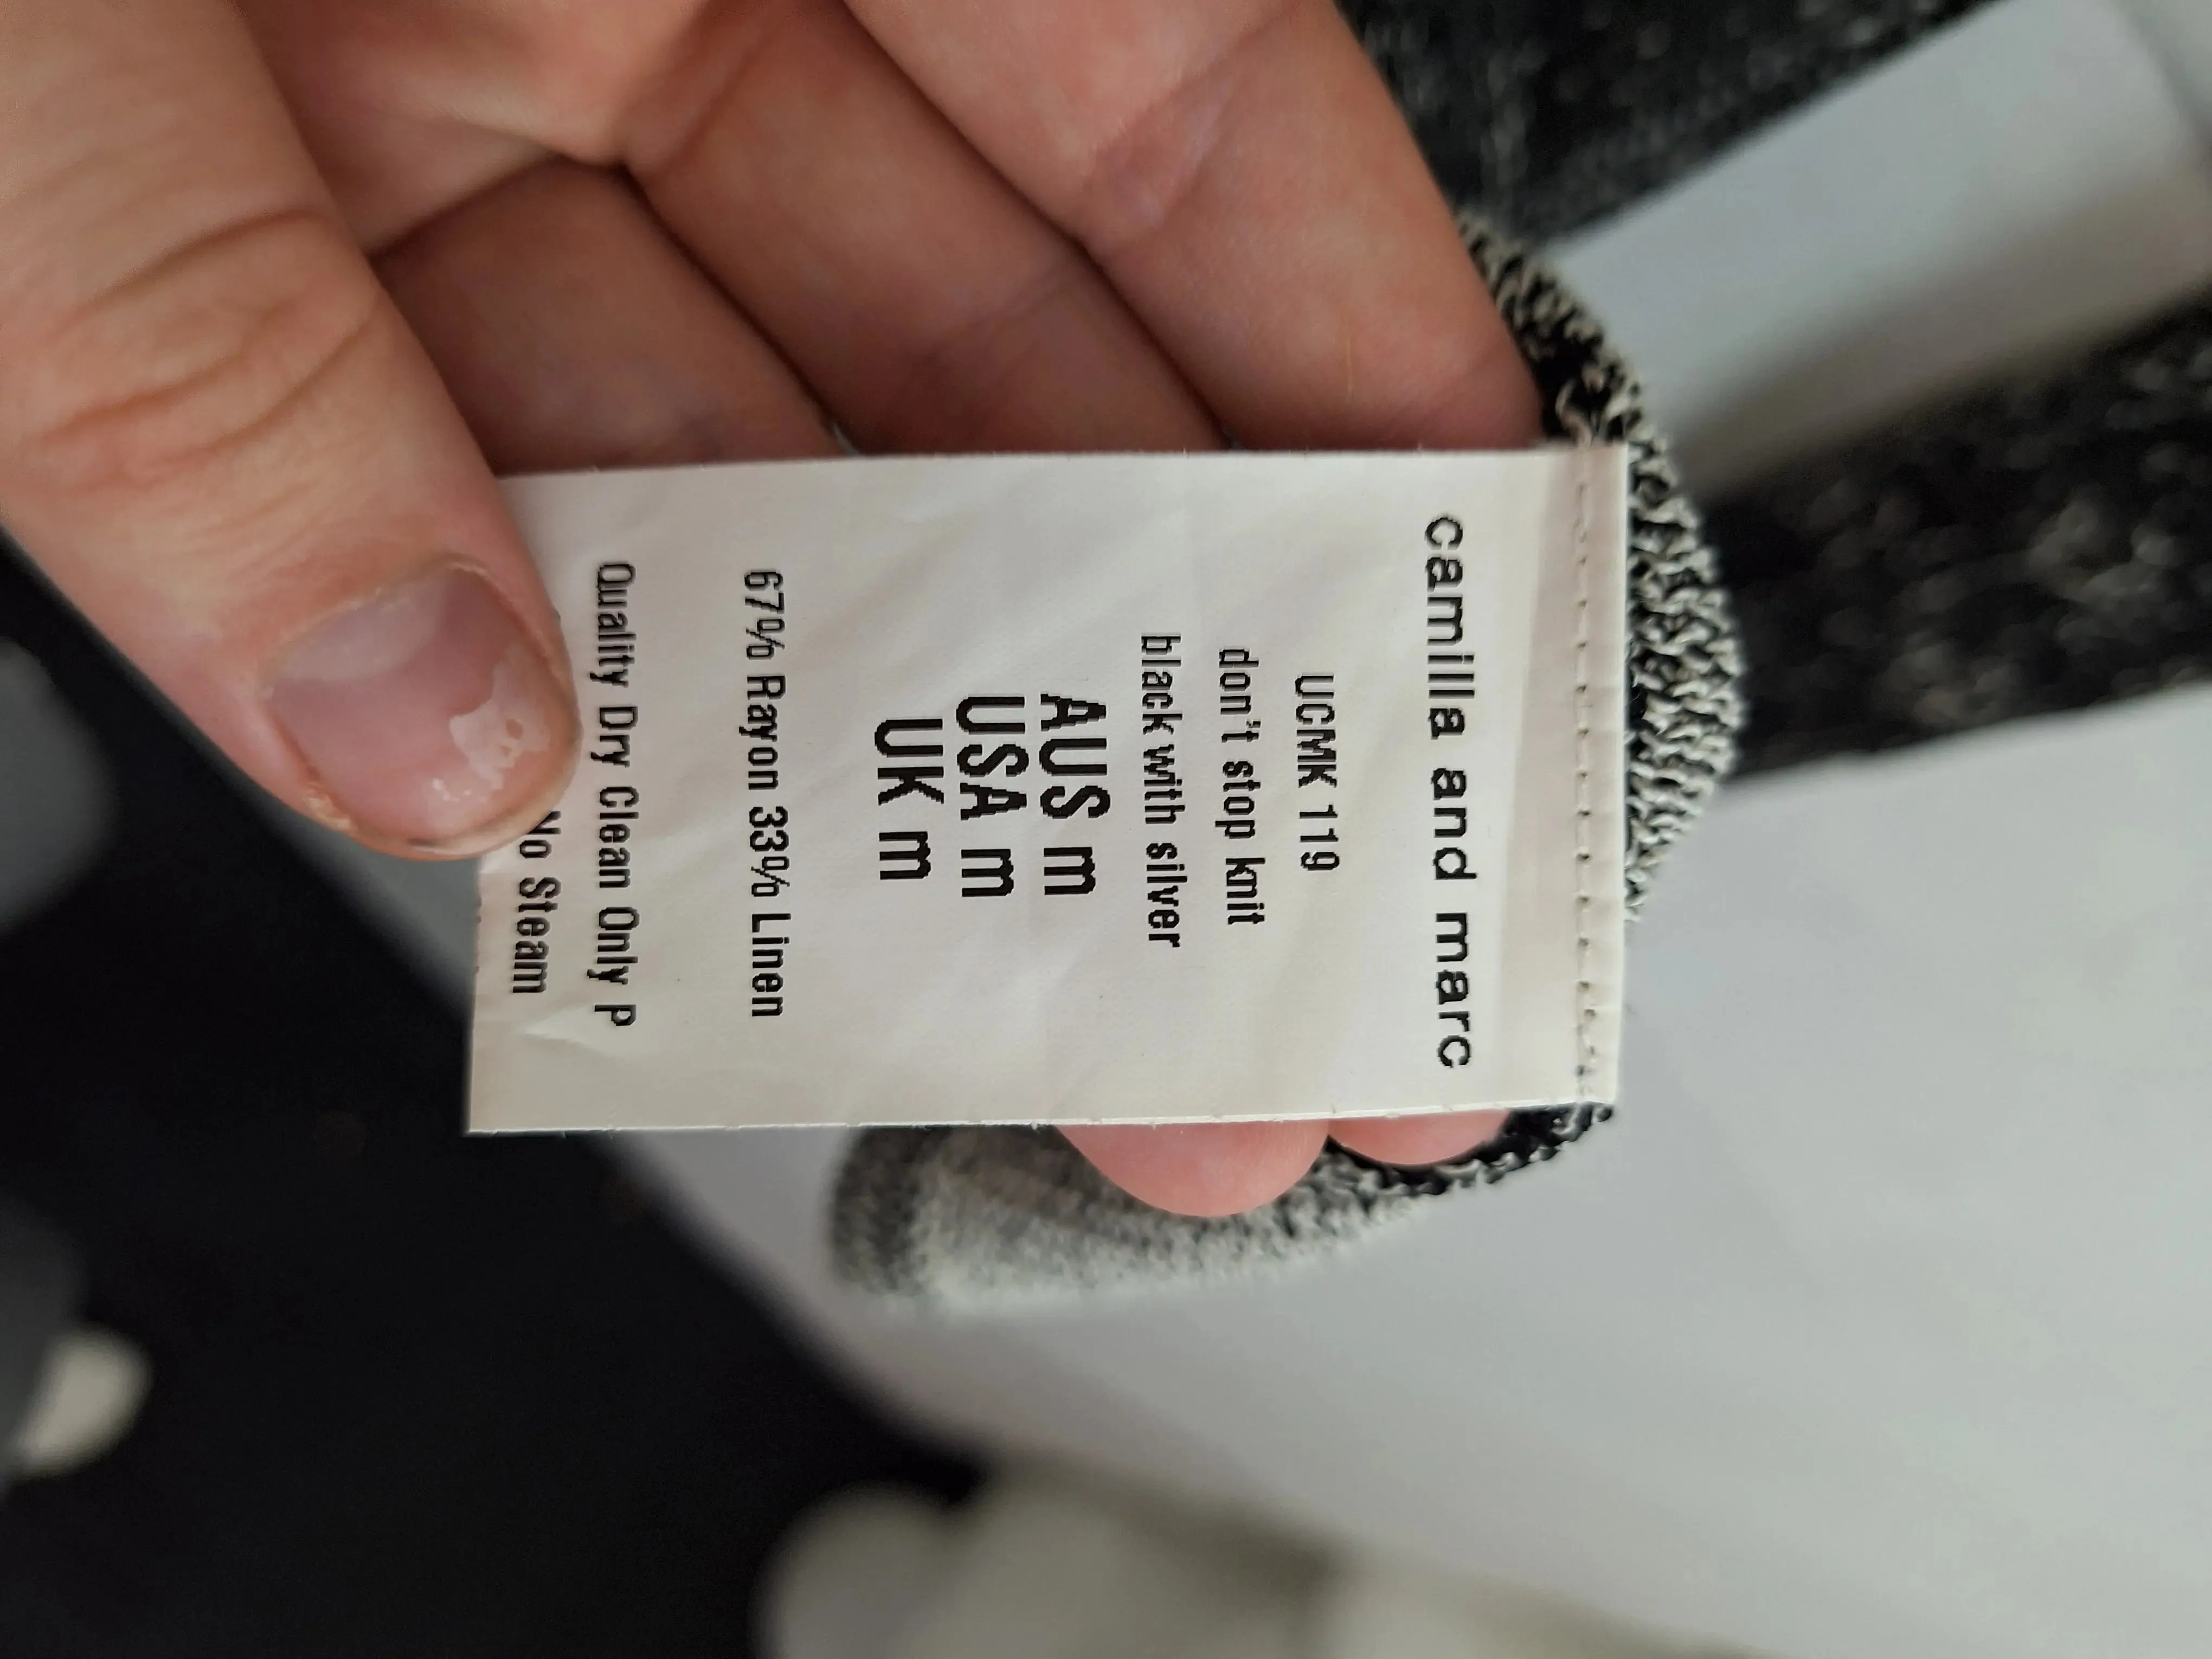 camilla and marc
UCMK 119
don't stop knit
black with silver
AUS m
USA m
UK m
67% Rayon 33% Linen
Quality Dry Clean Only P
No Steam